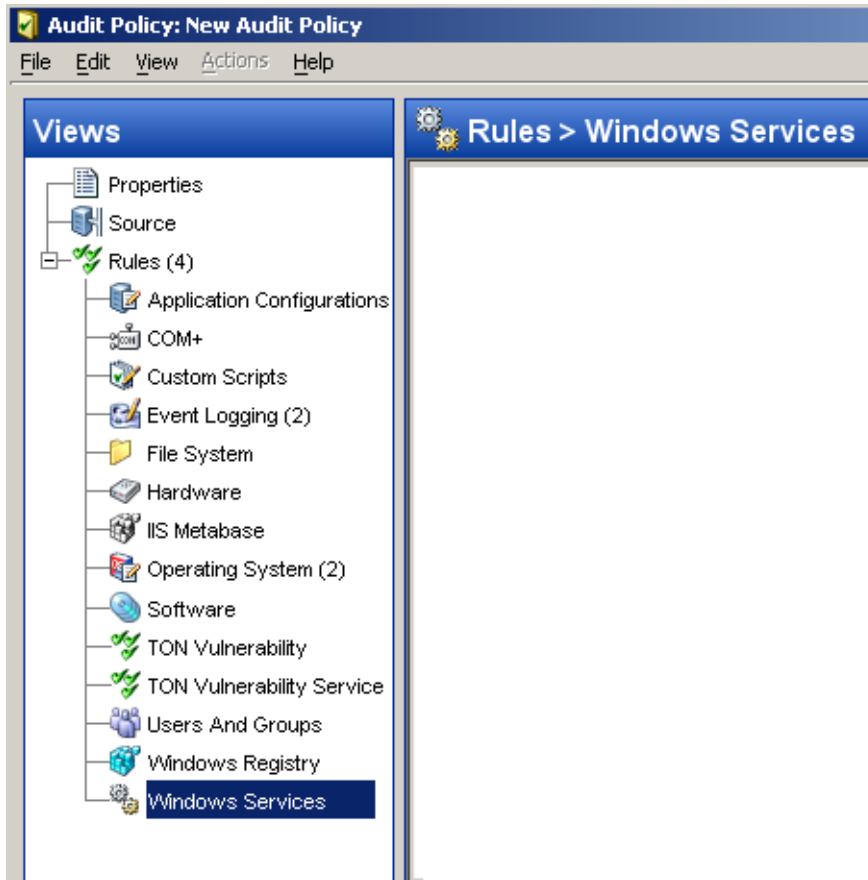 Audit Policy: New Audit Policy
File Edit View Actions Help
Views
Properties
Source
Rules (4)
Application Configurations
COM+
Custom Scripts
Event Logging (2)
File System
Hardware
IIS Metabase
Operating System (2)
Software
TON Vulnerability
TON Vulnerability Service
Users And Groups
Windows Registry
Windows Services
Rules > Windows Services